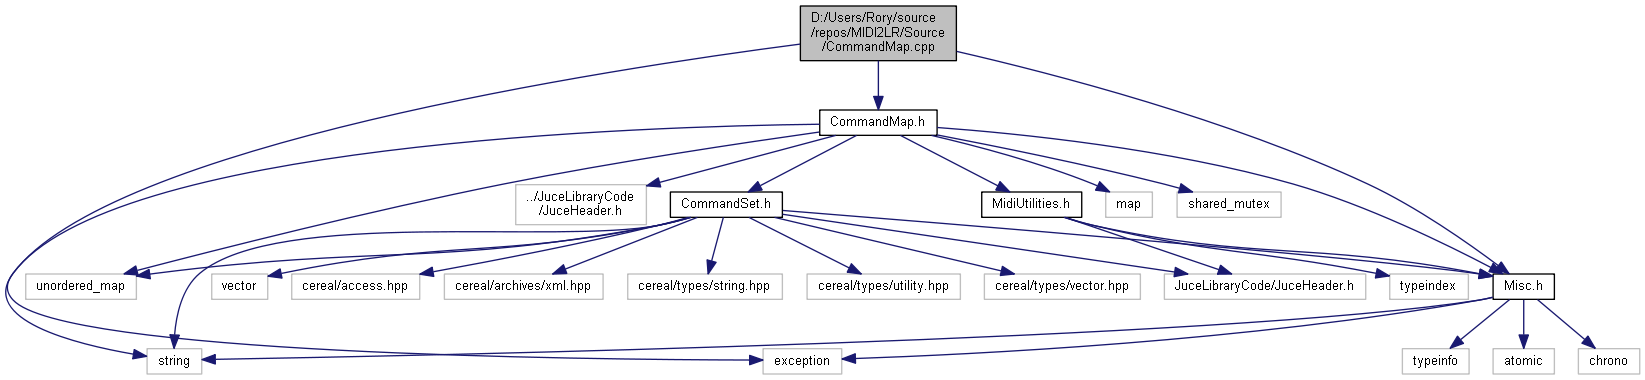 D:/Users/Rory/source
/repos/MIDI2LR/Source
/CommandMap.cpp
CommandMap.h
../JuceLibraryCode
/JuceHeader.h
CommandSet.h
MidiUtilities.h
map
shared_mutex
unordered_map
vector
cereal/access.hpp
cereal/archives/xml.hpp
cereal/types/string.hpp
cereal/types/utility.hpp
cereal/types/vector.hpp
JuceLibraryCode/JuceHeader.h
typeindex
Misc.h
string
exception
typeinfo
atomic
chrono